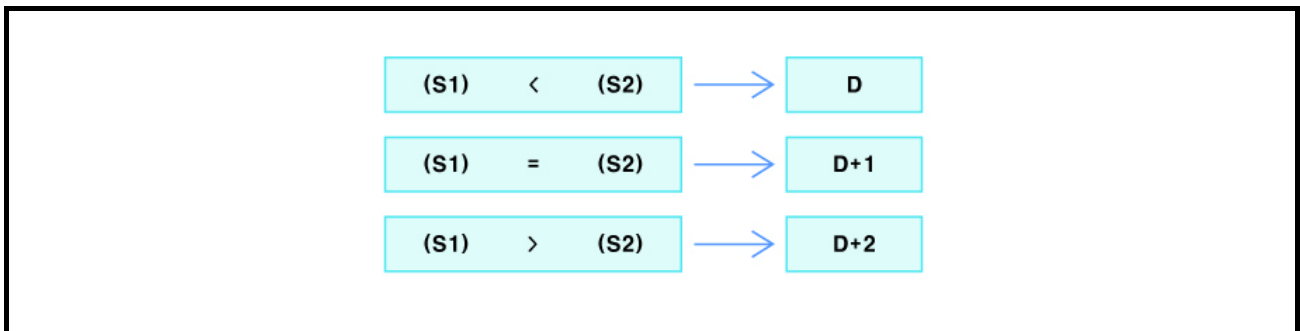 (S1) < (S2) D
(S1) = (S2) D+1
(S1) > (S2) D+2